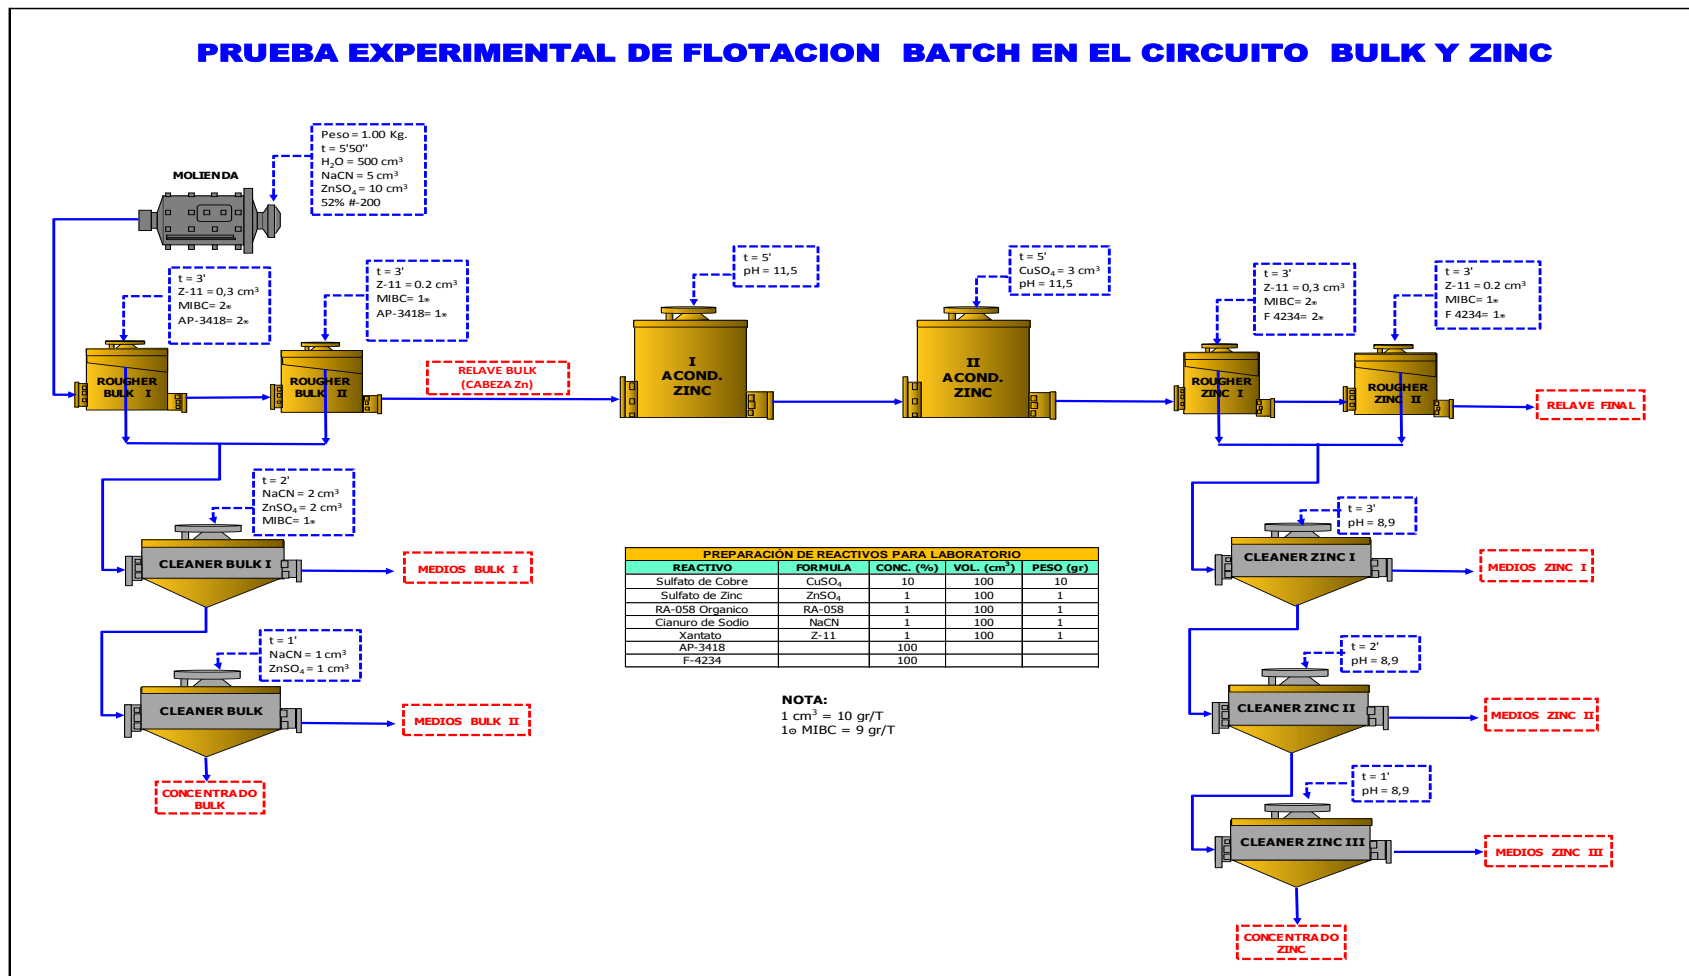 PRUEBA EXPERIMENTAL DE FLOTACION BATCH EN EL CIRCUITO BULK Y ZINC
Peso = 1.00 Kg.
t = 5'50''
H₂O = 500 cm³
NaCN = 5 cm³
ZnSO₄ = 10 cm³
52% #-200
MOLIENDA
t = 3'
Z-11 = 0,3 cm³
MIBC= 2
AP-3418= 2
t = 3'
Z-11 = 0.2 cm³
MIBC= 1
AP-3418= 1
t = 5'
pH = 11,5
t = 5'
CuSO₄ = 3 cm³
pH = 11,5
t = 3'
Z-11 = 0,3 cm³
MIBC= 2
F 4234= 2
t = 3'
Z-11 = 0.2 cm³
MIBC= 1
F 4234= 1
ROUGHER
BULK I
ROUGHER
BULK II
RELAVE BULK
(CABEZA Zn)
I
ACOND.
ZINC
II
ACOND.
ZINC
ROUGHER
ZINC I
ROUGHER
ZINC II
RELAVE FINAL
t = 2'
NaCN = 2 cm³
ZnSO₄ = 2 cm³
MIBC= 1
CLEANER BULK I
MEDIOS BULK I
t = 1'
NaCN = 1 cm³
ZnSO₄ = 1 cm³
CLEANER BULK
MEDIOS BULK II
CONCENTRADO
BULK
PREPARACIÓN DE REACTIVOS PARA LABORATORIO
REACTIVO FORMULA CONC. (%) VOL. (cm³) PESO (gr)
Sulfato de Cobre CuSO₄ 10 100 10
Sulfato de Zinc ZnSO₄ 1 100 1
RA-058 Organico RA-058 1 100 1
Cianuro de Sodio NaCN 1 100 1
Xantato Z-11 1 100 1
AP-3418 100
F-4234 100
NOTA:
1 cm³ = 10 gr/T
1 MIBC = 9 gr/T
t = 3'
pH = 8,9
CLEANER ZINC I
MEDIOS ZINC I
t = 2'
pH = 8,9
CLEANER ZINC II
MEDIOS ZINC II
t = 1'
pH = 8,9
CLEANER ZINC III
MEDIOS ZINC III
CONCENTRADO
ZINC